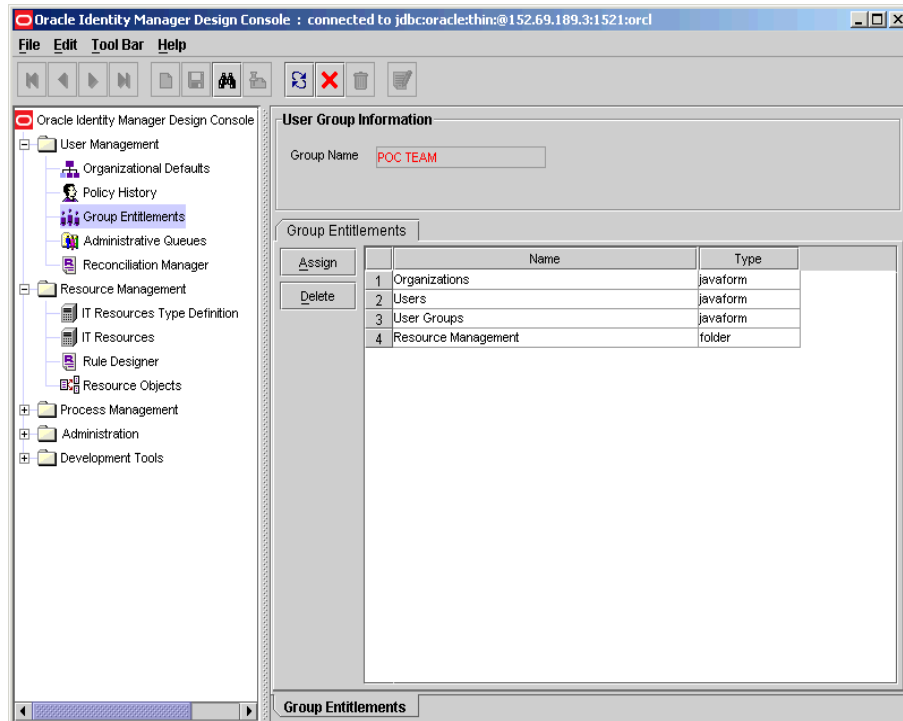 Oracle Identity Manager Design Console : connected to jdbc:oracle:thin:@152.69.189.3:1521:orcl
File Edit Tool Bar Help
Oracle Identity Manager Design Console
User Management
Organizational Defaults
Policy History
Group Entitlements
Administrative Queues
Reconciliation Manager
Resource Management
IT Resources Type Definition
IT Resources
Rule Designer
Resource Objects
Process Management
Administration
Development Tools
User Group Information
Group Name POC TEAM
Group Entitlements
Assign
Delete
Name Type
1 Organizations javaform
2 Users javaform
3 User Groups javaform
4 Resource Management folder
Group Entitlements